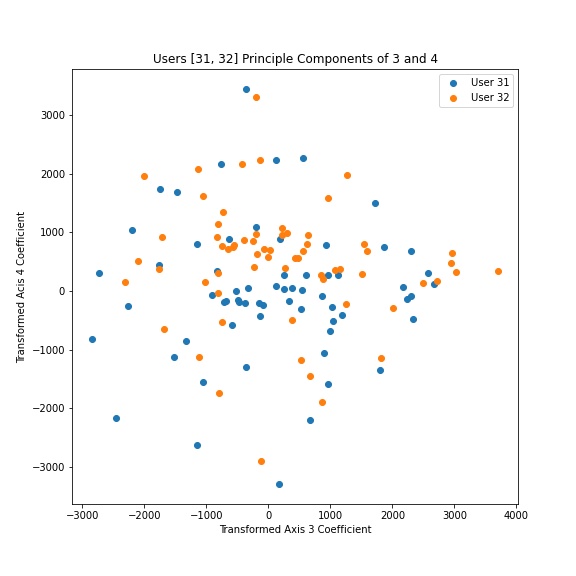 Users [31, 32] Principle Components of 3 and 4
User 31
User 32
3000
2000
1000
0
−1000
−2000
−3000
Transformed Acis 4 Coefficient
−3000 −2000 −1000 0 1000 2000 3000 4000
Transformed Axis 3 Coefficient